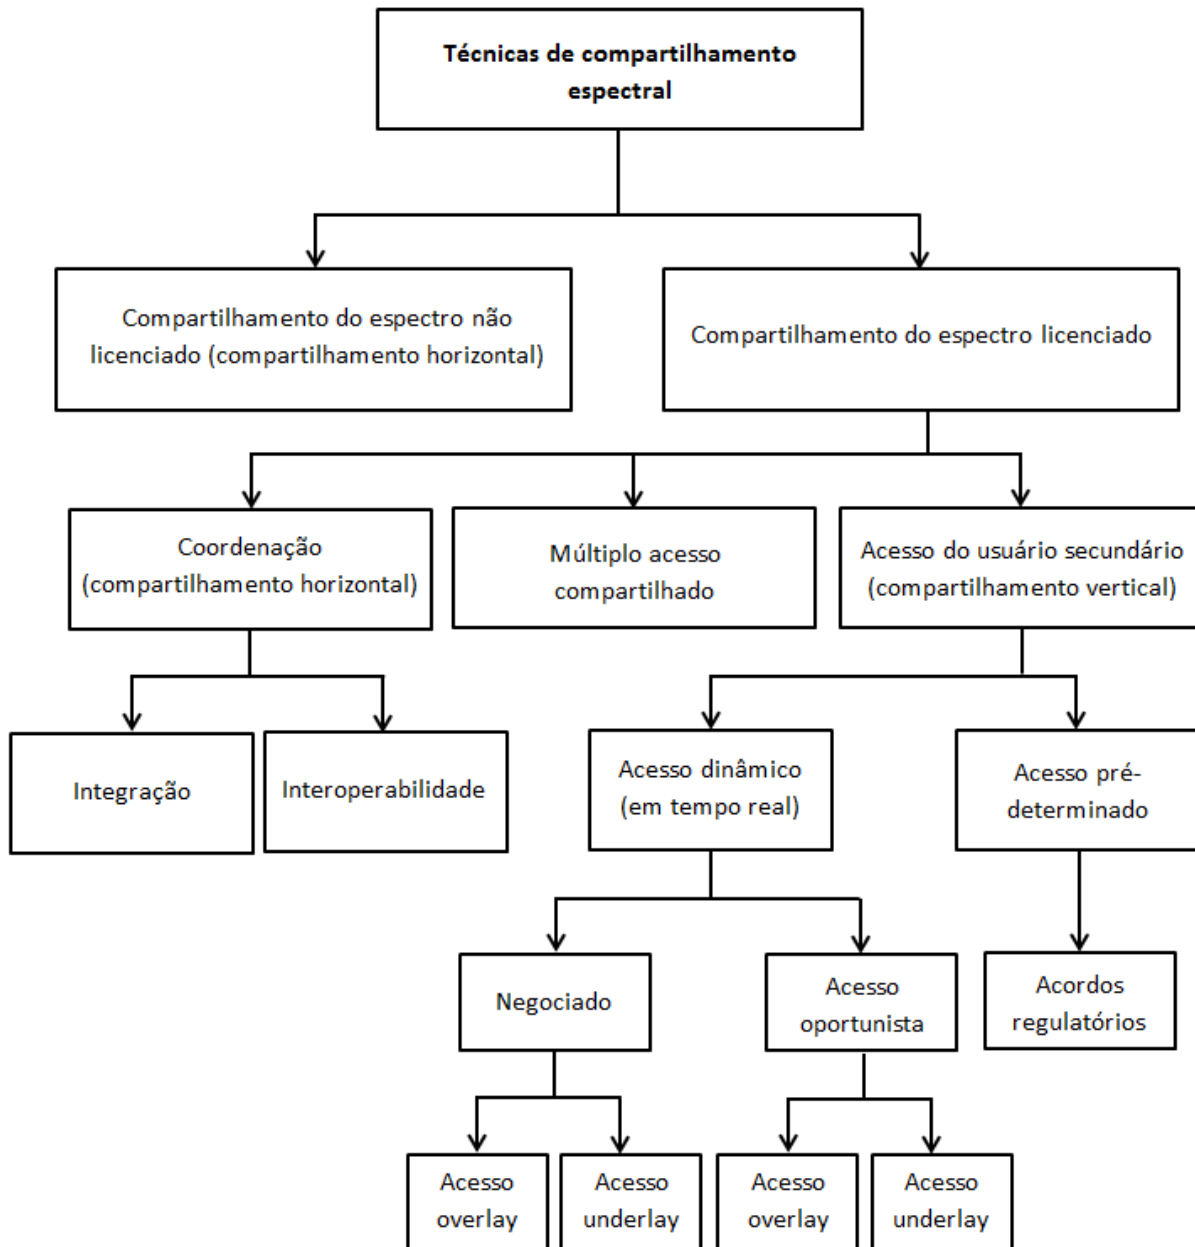 Técnicas de compartilhamento
espectral
Compartilhamento do espectro não
licenciado (compartilhamento horizontal)
Compartilhamento do espectro licenciado
Coordenação
(compartilhamento horizontal)
Múltiplo acesso
compartilhado
Acesso do usuário secundário
(compartilhamento vertical)
Integração
Interoperabilidade
Acesso dinâmico
(em tempo real)
Acesso pré-
determinado
Negociado
Acesso
oportunista
Acordos
regulatórios
Acesso
overlay
Acesso
underlay
Acesso
overlay
Acesso
underlay